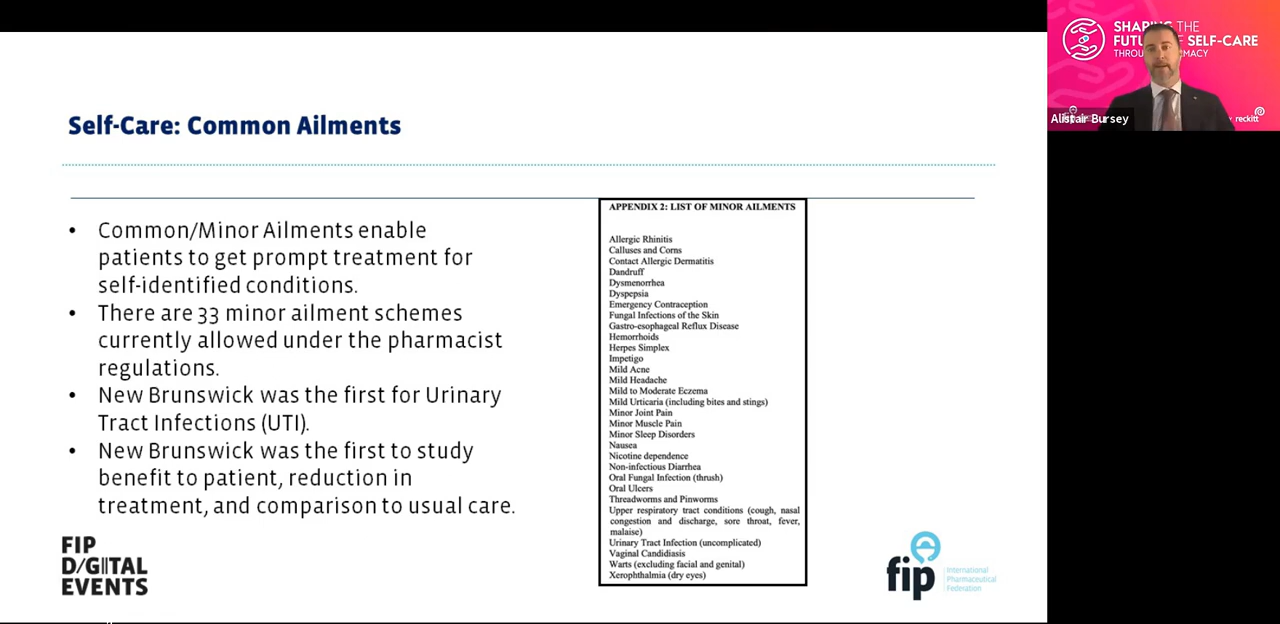 Self-Care: Common Ailments
• Common/Minor Ailments enable
patients to get prompt treatment for
self-identified conditions.
• There are 33 minor ailment schemes
currently allowed under the pharmacist
regulations.
• New Brunswick was the first for Urinary
Tract Infections (UTI).
• New Brunswick was the first to study
benefit to patient, reduction in
treatment, and comparison to usual care.
APPENDIX 2: LIST OF MINOR AILMENTS
Allergic Rhinitis
Calluses and Corns
Contact Allergic Dermatitis
Dandruff
Dysmenorrhea
Dyspepsia
Emergency Contraception
Fungal Infections of the Skin
Gastro-esophageal Reflux Disease
Hemorrhoids
Herpes Simplex
Impetigo
Mild Acne
Mild Headache
Mild to Moderate Eczema
Mild Urticaria (including bites and stings)
Minor Joint Pain
Minor Muscle Pain
Minor Sleep Disorders
Nausea
Nicotine dependence
Non-infectious Diarrhea
Oral Fungal Infection (thrush)
Oral Ulcers
Threadworms and Pinworms
Upper respiratory tract conditions (cough, nasal
congestion and discharge, sore throat, fever,
malaise)
Urinary Tract Infection (uncomplicated)
Vaginal Candidiasis
Warts (excluding facial and genital)
Xerophthalmia (dry eyes)
FIP
D/GITAL
EVENTS
fip
International
Pharmaceutical
Federation
THE
OF SELF-CARE
Alistair Bursey
reckitt